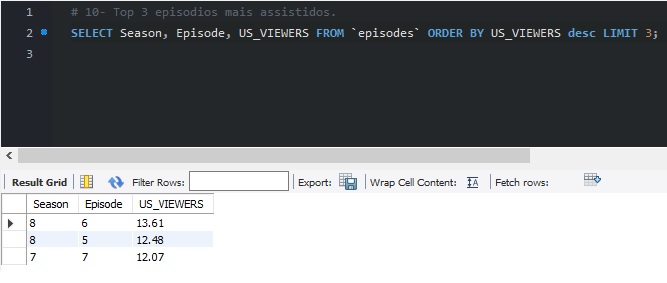 1 # 10- Top 3 episodios mais assistidos.
2 SELECT Season, Episode, US_VIEWERS FROM `episodes` ORDER BY US_VIEWERS desc LIMIT 3;
3
Result Grid Filter Rows: Export: Wrap Cell Content: IA Fetch rows:
Season Episode US_VIEWERS
8 6 13.61
8 5 12.48
7 7 12.07